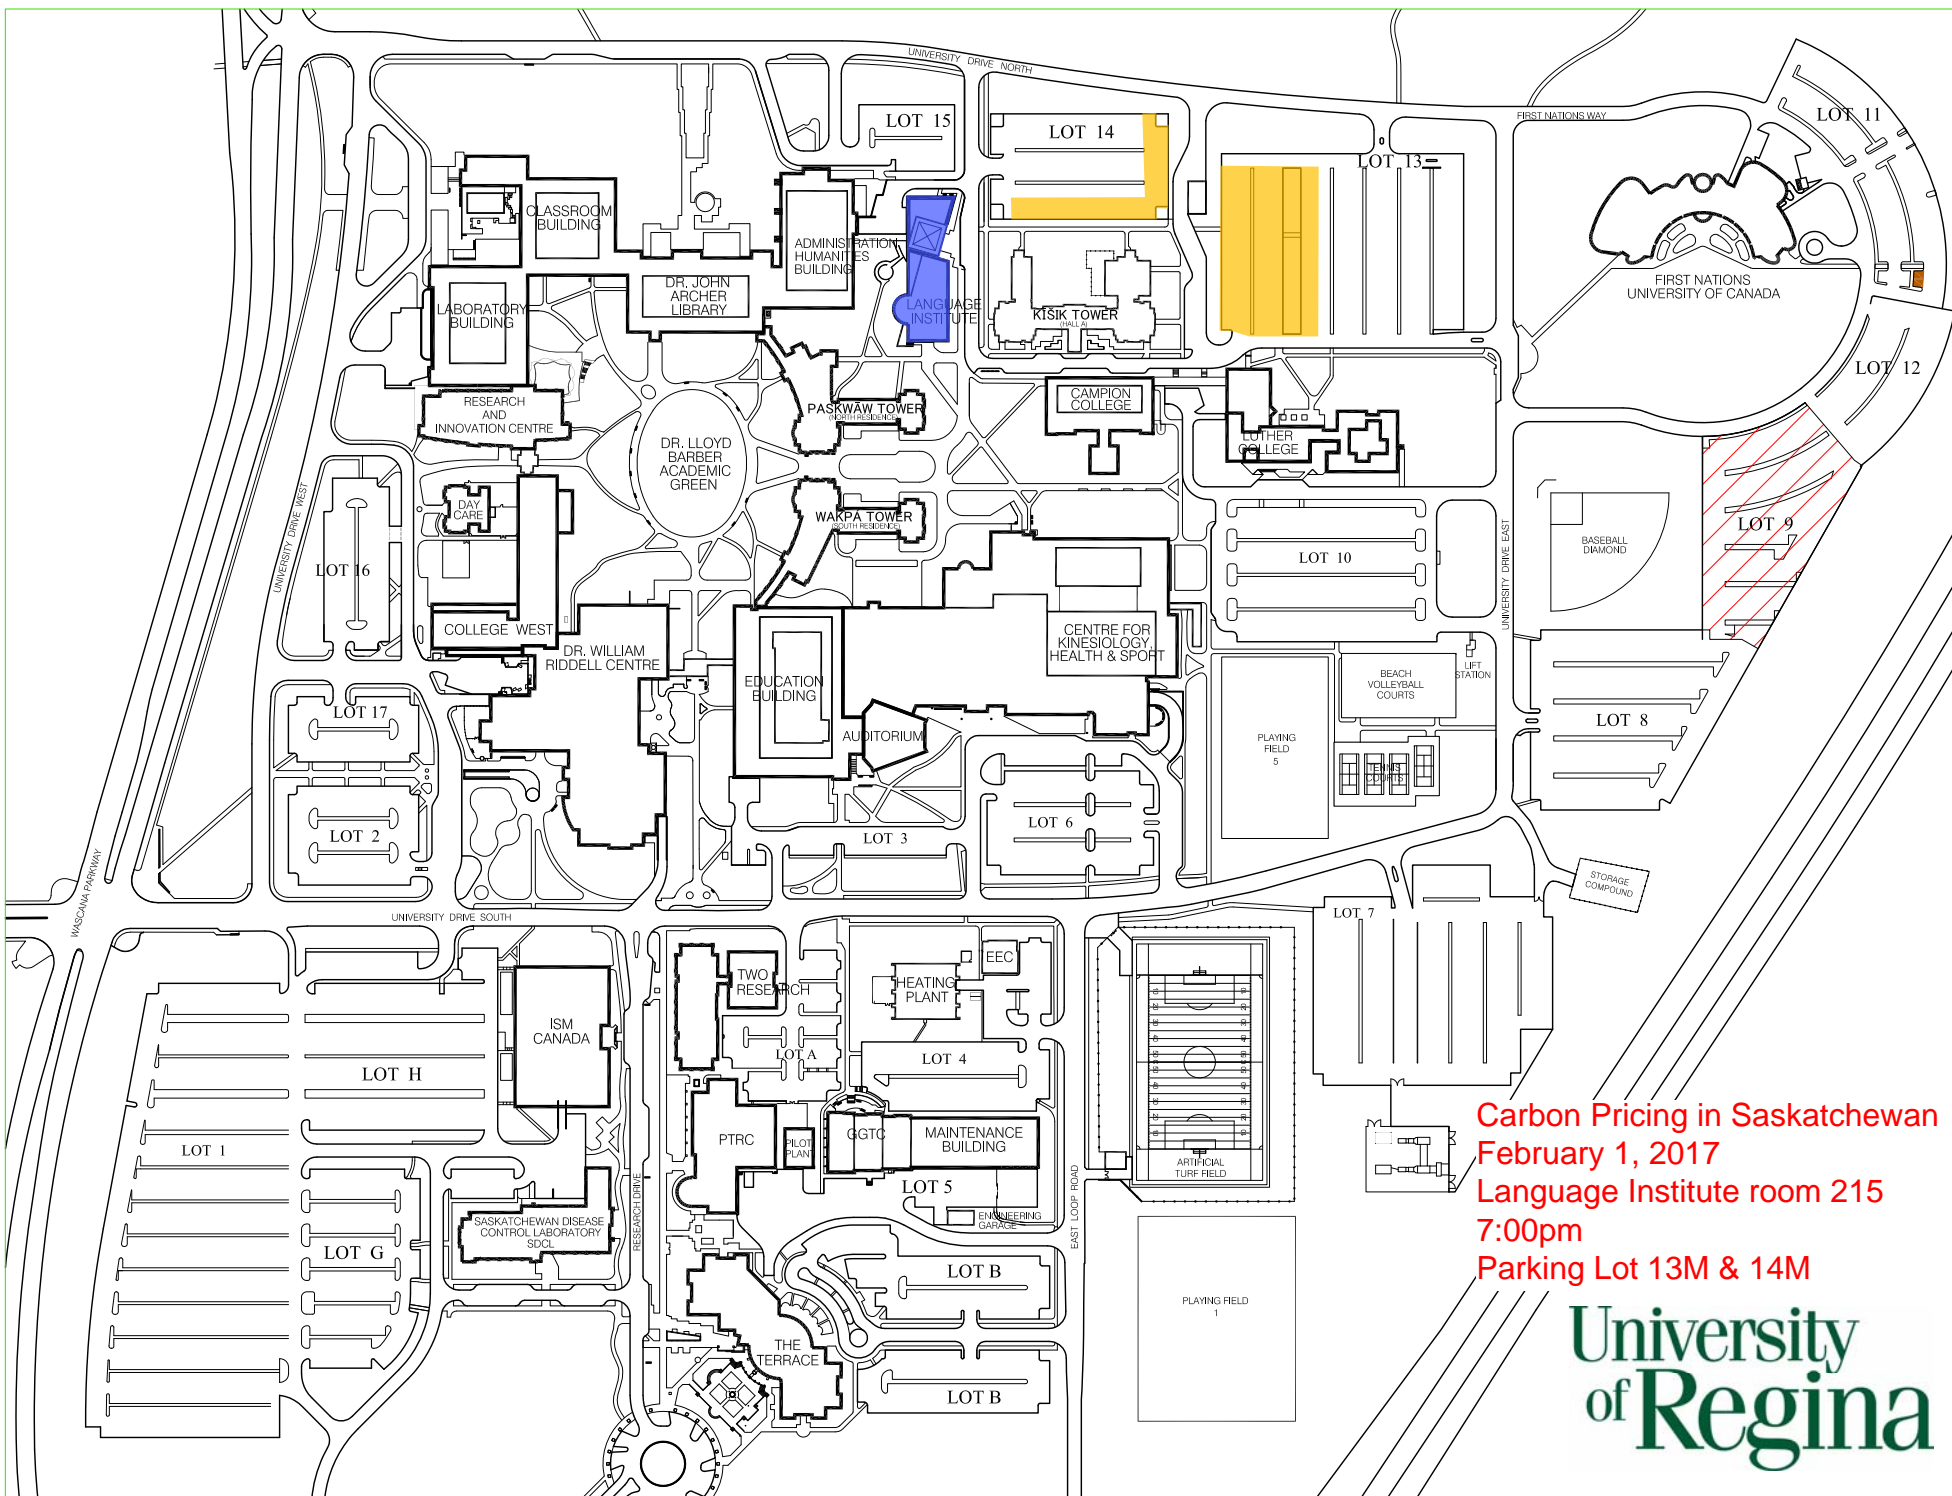 UNIVERSITY DRIVE NORTH
FIRST NATIONS WAY
LOT 11
LOT 15
LOT 14
LOT 13
CLASSROOM
BUILDING
ADMINISTRATION
HUMANITIES
BUILDING
DR. JOHN
ARCHER
LIBRARY
LABORATORY
BUILDING
LANGUAGE
INSTITUTE
KĪŠIK TOWER
(HALL A)
FIRST NATIONS
UNIVERSITY OF CANADA
LOT 12
RESEARCH
AND
INNOVATION CENTRE
PASKWĀW TOWER
(NORTH RESIDENCE)
CAMPION
COLLEGE
LUTHER
COLLEGE
DR. LLOYD
BARBER
ACADEMIC
GREEN
DAY
CARE
WAKPĀ TOWER
(SOUTH RESIDENCE)
UNIVERSITY DRIVE WEST
LOT 16
LOT 10
UNIVERSITY DRIVE EAST
BASEBALL
DIAMOND
LOT 9
COLLEGE WEST
DR. WILLIAM
RIDDELL CENTRE
CENTRE FOR
KINESIOLOGY,
HEALTH & SPORT
EDUCATION
BUILDING
AUDITORIUM
LIFT
STATION
BEACH
VOLLEYBALL
COURTS
LOT 17
LOT 8
PLAYING
FIELD
5
TENNIS
COURTS
LOT 2
LOT 3
LOT 6
WASCANA PARKWAY
STORAGE
COMPOUND
UNIVERSITY DRIVE SOUTH
LOT 7
TWO
RESEARCH
HEATING
PLANT
EEC
ISM
CANADA
LOT A
LOT 4
LOT H
LOT 1
PTRC
PILOT
PLANT
GGTC
MAINTENANCE
BUILDING
ARTIFICIAL
TURF FIELD
LOT 5
ENGINEERING
GARAGE
EAST LOOP ROAD
RESEARCH DRIVE
SASKATCHEWAN DISEASE
CONTROL LABORATORY
SDCL
LOT G
LOT B
PLAYING FIELD
1
THE
TERRACE
LOT B
Carbon Pricing in Saskatchewan
February 1, 2017
Language Institute room 215
7:00pm
Parking Lot 13M & 14M
University
of Regina